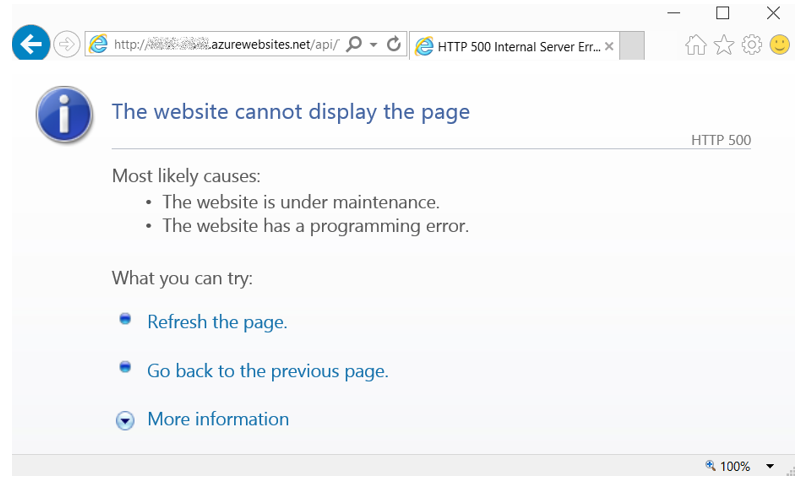 http://.azurewebsites.net/api/
HTTP 500 Internal Server Err...
The website cannot display the page
HTTP 500
Most likely causes:
• The website is under maintenance.
• The website has a programming error.
What you can try:
Refresh the page.
Go back to the previous page.
More information
100%